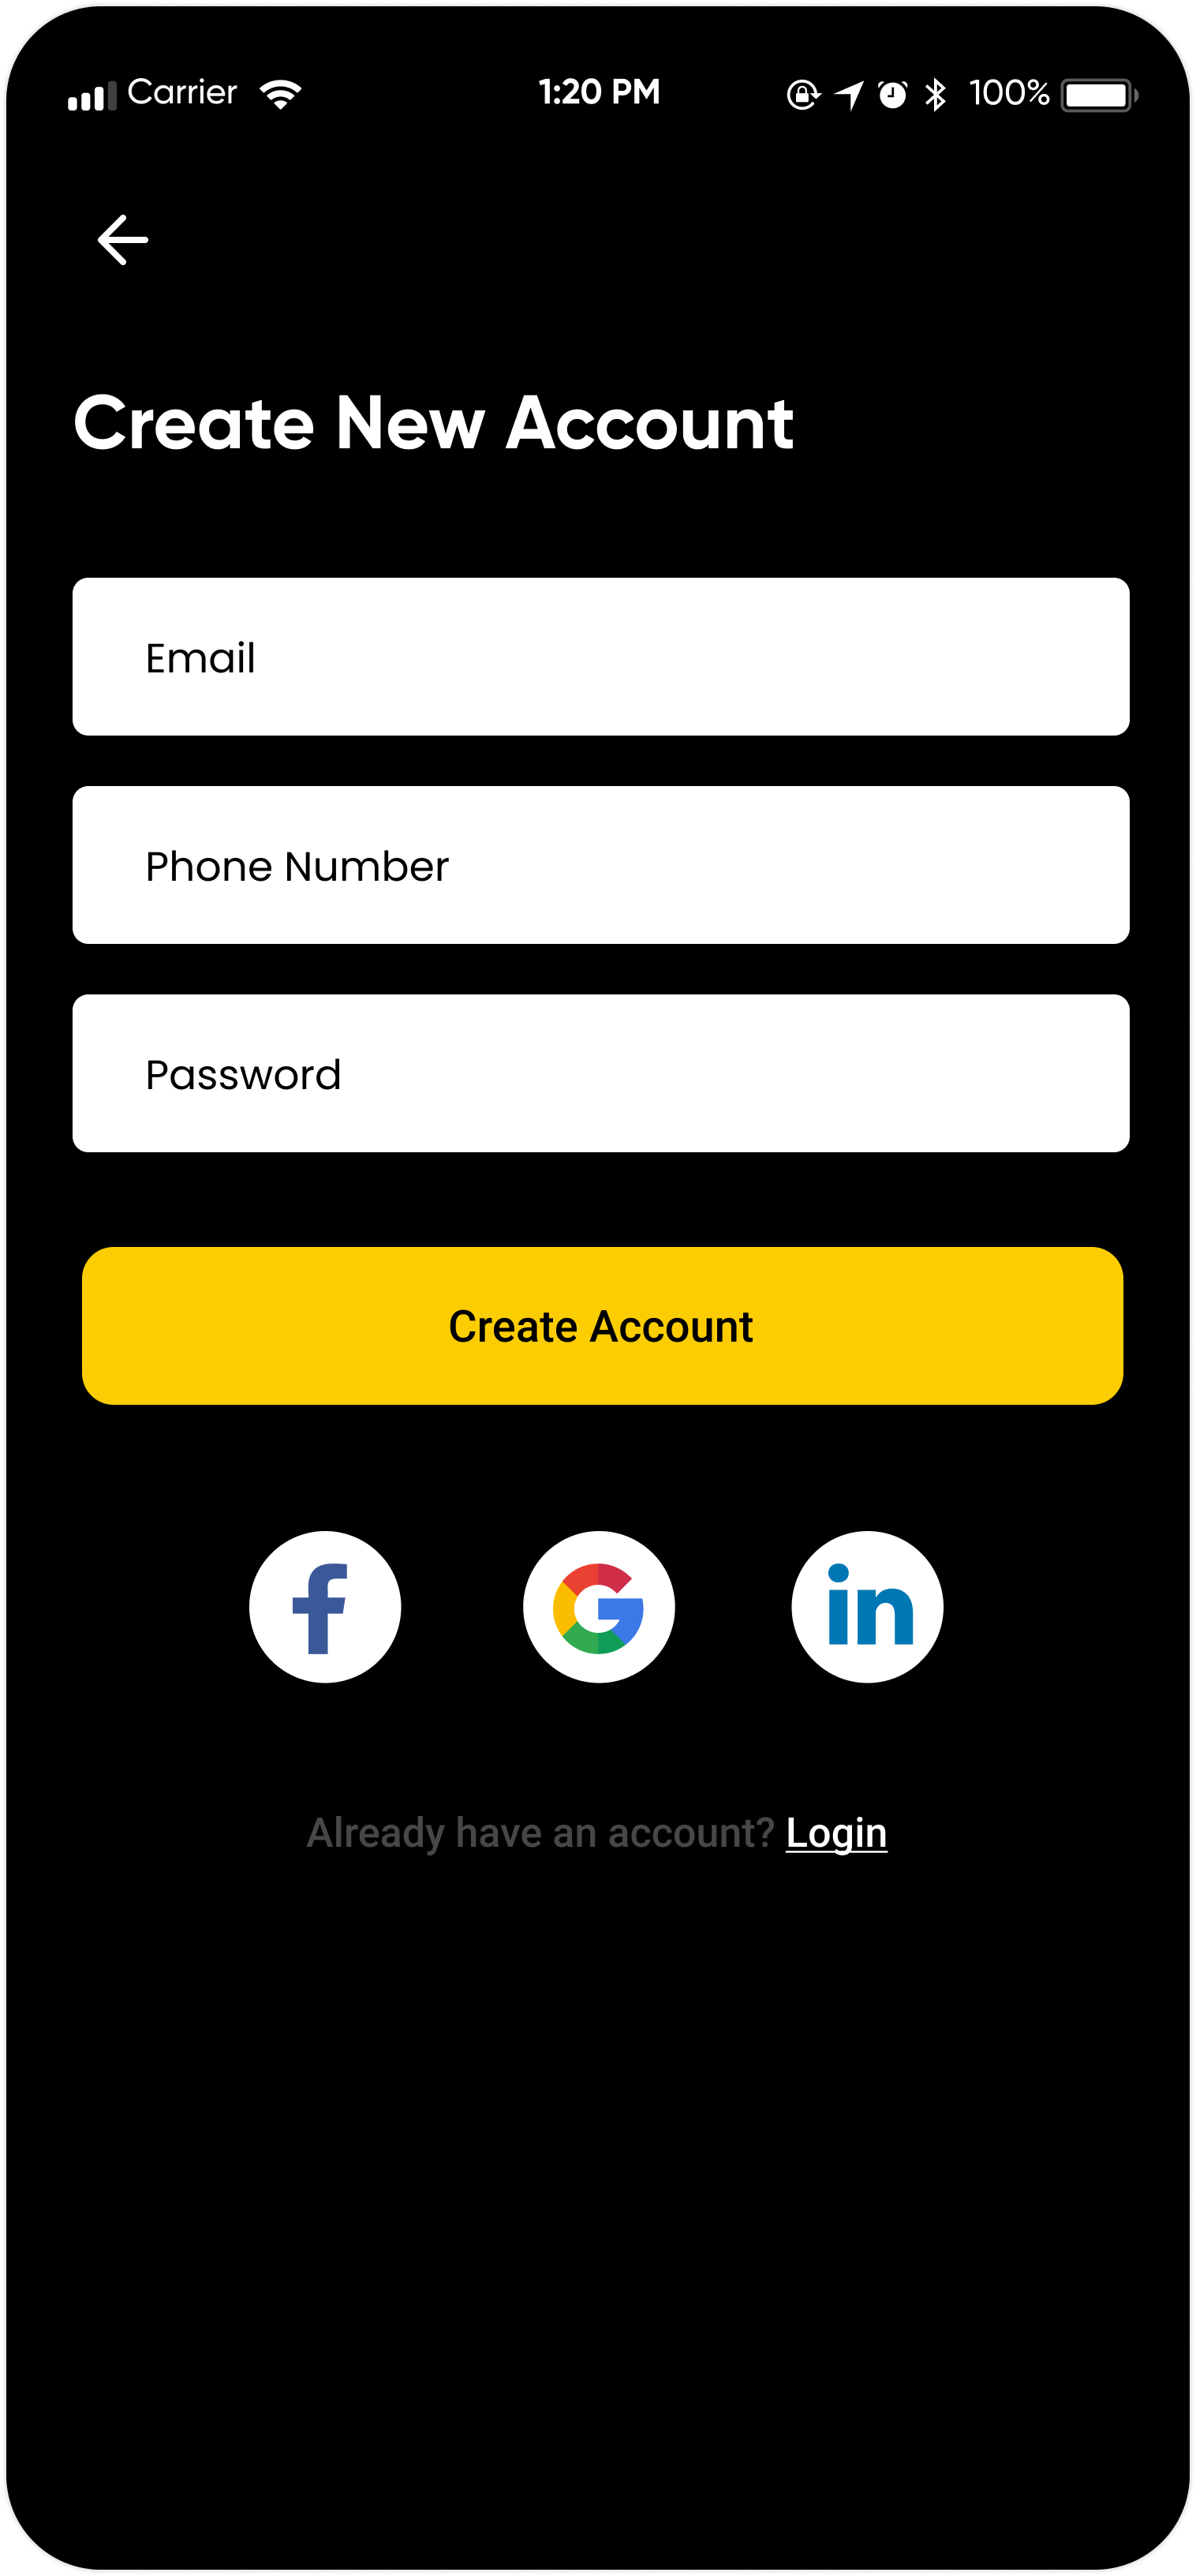 Carrier 1:20 PM 100%
Create New Account
Email
Phone Number
Password
Create Account
f G in
Already have an account? Login